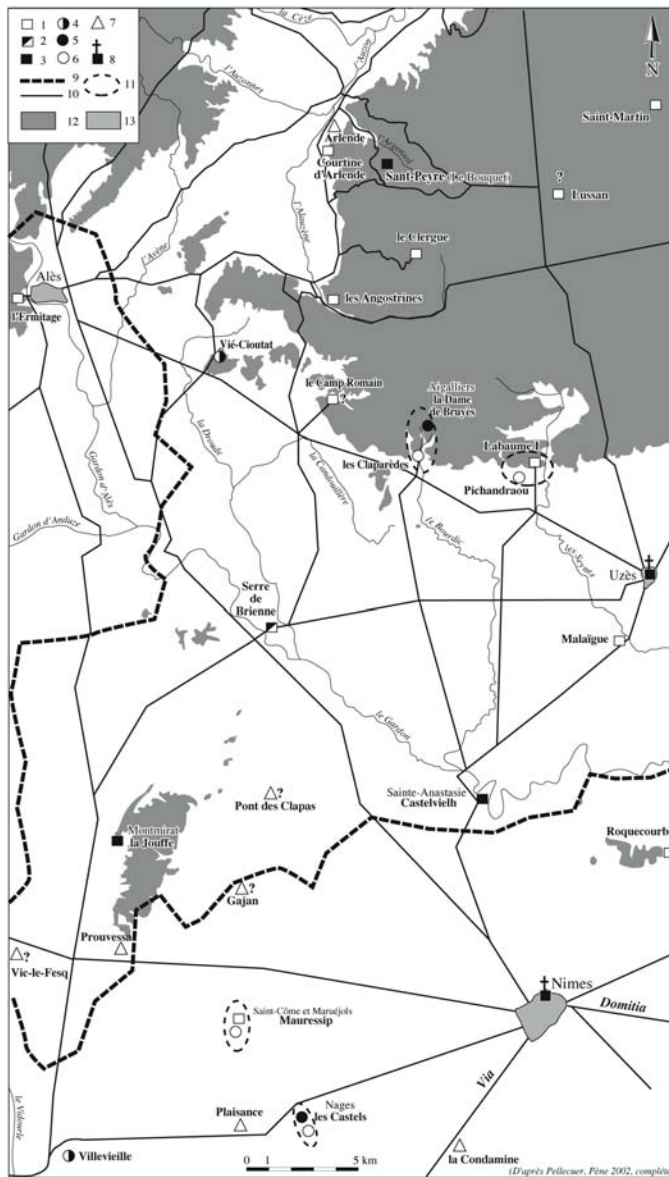 1
4
7
2
5
3
6
8
9
11
10
12
13
la Cèze
l'Auzon
l'Auzonnet
N
Saint-Martin
Arlende
l'Argensol
Courtine
d'Arlende
Sant-Peyre (Le Bouquet)
?
Lussan
l'Avène
l'Alauzène
le Clergue
Alès
l'Ermitage
les Angostrines
Vié-Cioutat
le Camp Romain
?
Aigalliers
la Dame
de Bruyès
la Droude
Labaume I
les Claparèdes
Pichandraou
Gardon d'Alès
la Candouillère
le Bourdic
les Seynes
Gardon d'Anduze
Uzès
Serre
de
Brienne
Malaïgue
le Gardon
?
Pont des Clapas
Sainte-Anastasie
Castelvielh
Montmirat
la Jouffe
Roquecourbe
?
Gajan
Prouvessa
?
Vic-le-Fesq
Nîmes
Domitia
Saint-Côme et Maruéjols
Mauressip
Via
le Vidourle
Plaisance
Nages
les Castels
Villevieille
0 1 5 km
la Condamine
(D'après Pellecuer, Pène 2002, complété